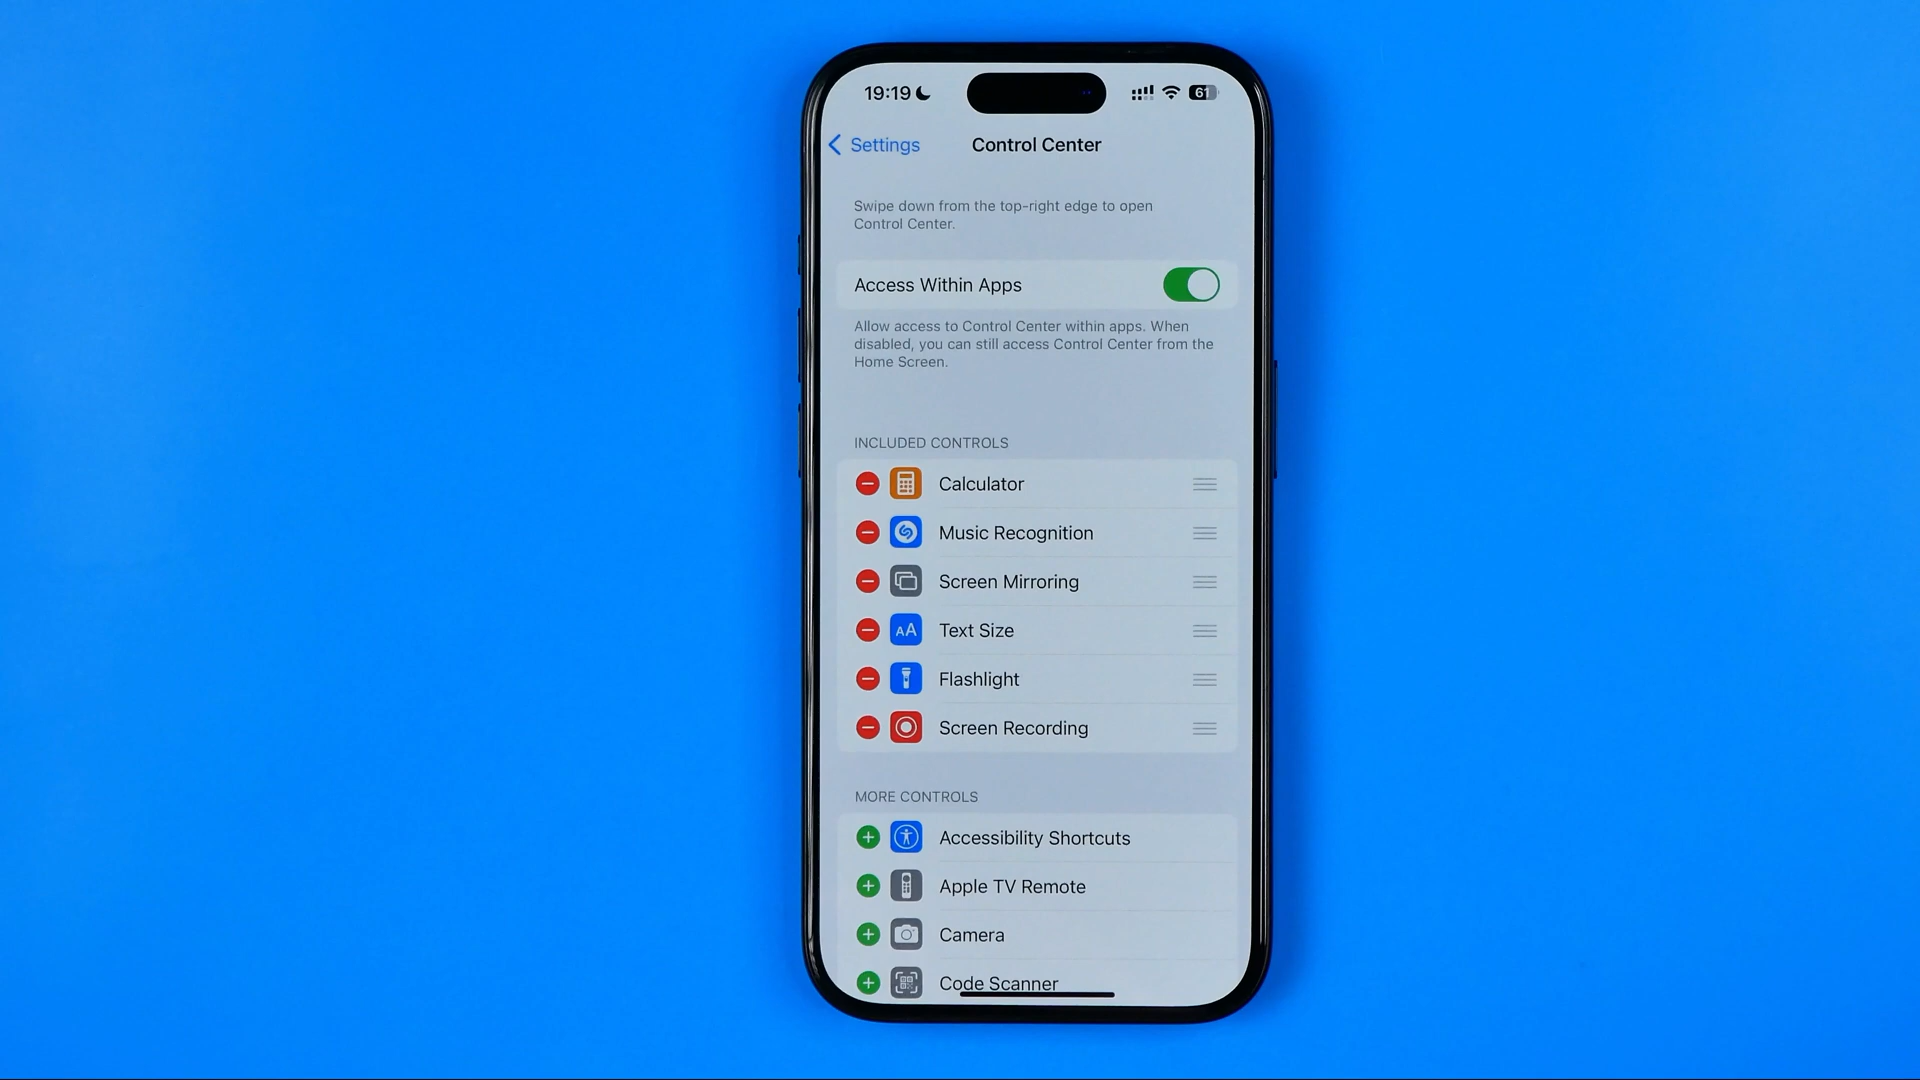 19:19
61
Settings
Control Center
Swipe down from the top-right edge to open
Control Center.
Access Within Apps
Allow access to Control Center within apps. When
disabled, you can still access Control Center from the
Home Screen.
INCLUDED CONTROLS
Calculator
Music Recognition
Screen Mirroring
AA Text Size
Flashlight
Screen Recording
MORE CONTROLS
Accessibility Shortcuts
Apple TV Remote
Camera
Code Scanner